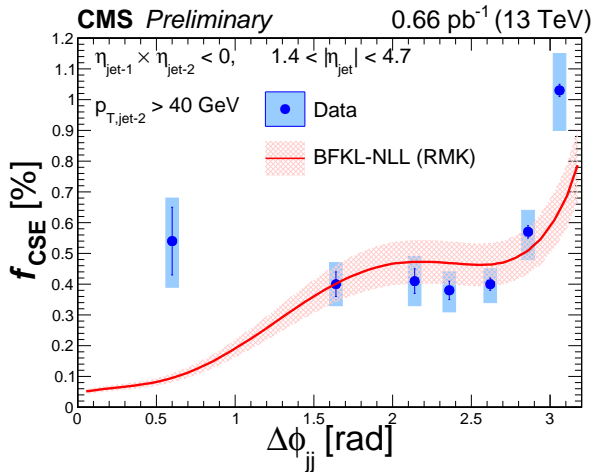 CMS Preliminary 0.66 pb⁻¹ (13 TeV)
η_jet-1 × η_jet-2 < 0, 1.4 < |η_jet| < 4.7
p_T,jet-2 > 40 GeV
Data
BFKL-NLL (RMK)
f_CSE [%]
1.2
1.1
1
0.9
0.8
0.7
0.6
0.5
0.4
0.3
0.2
0.1
0
0 0.5 1 1.5 2 2.5 3
Δϕ_jj [rad]